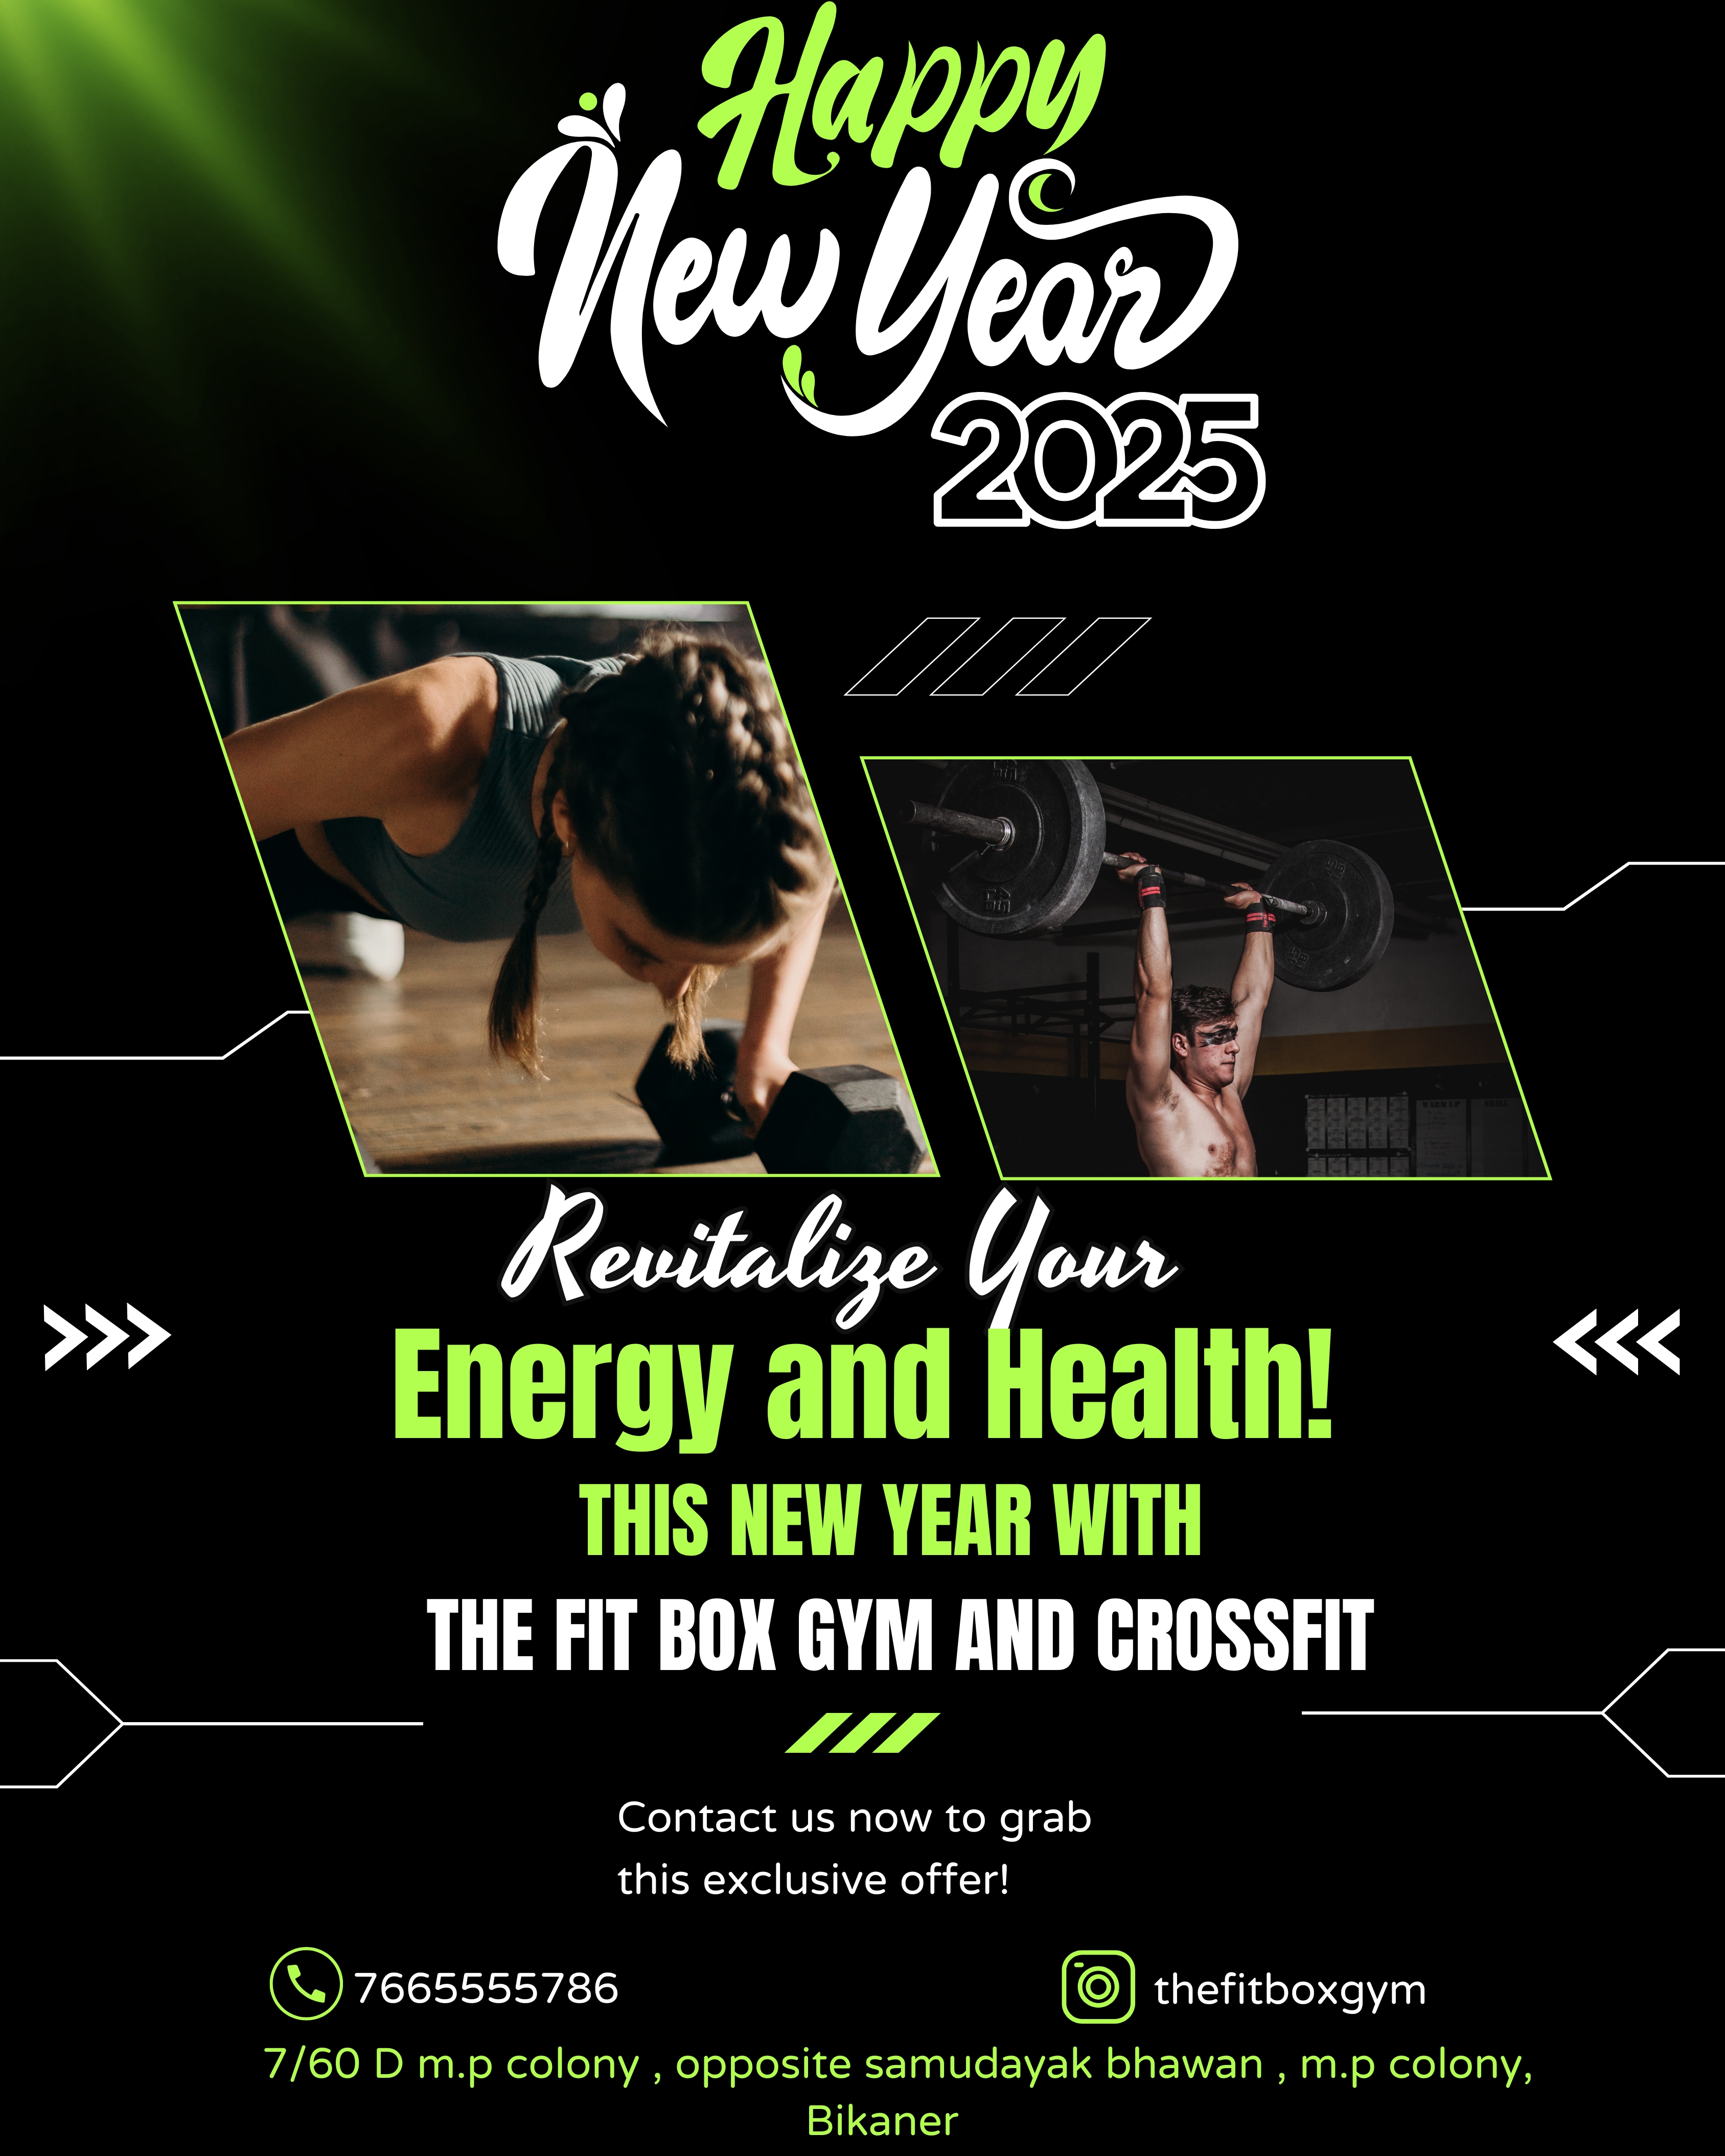 Happy
New Year
2025
Revitalize Your
Energy and Health!
THIS NEW YEAR WITH
THE FIT BOX GYM AND CROSSFIT
Contact us now to grab
this exclusive offer!
7665555786
thefitboxgym
7/60 D m.p colony , opposite samudayak bhawan , m.p colony,
Bikaner